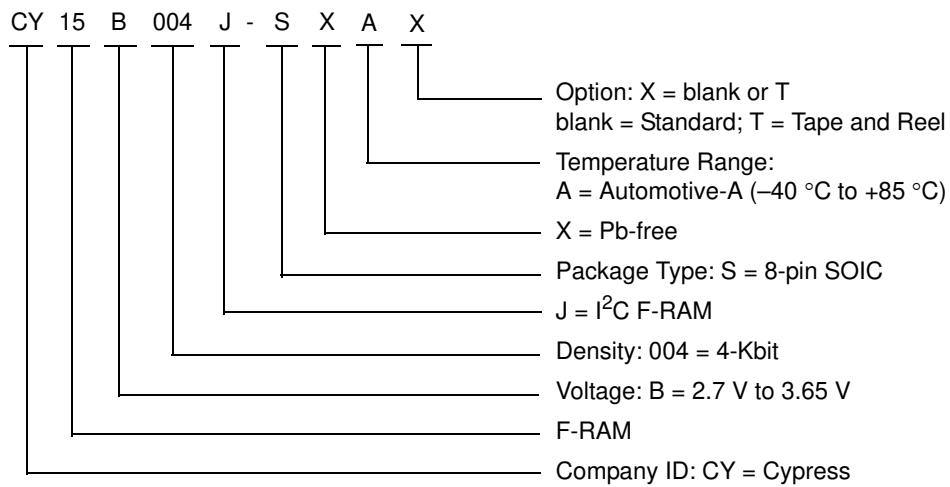 CY 15 B 004 J - S X A X
Option: X = blank or T
blank = Standard; T = Tape and Reel
Temperature Range:
A = Automotive-A (–40 °C to +85 °C)
X = Pb-free
Package Type: S = 8-pin SOIC
J = I²C F-RAM
Density: 004 = 4-Kbit
Voltage: B = 2.7 V to 3.65 V
F-RAM
Company ID: CY = Cypress